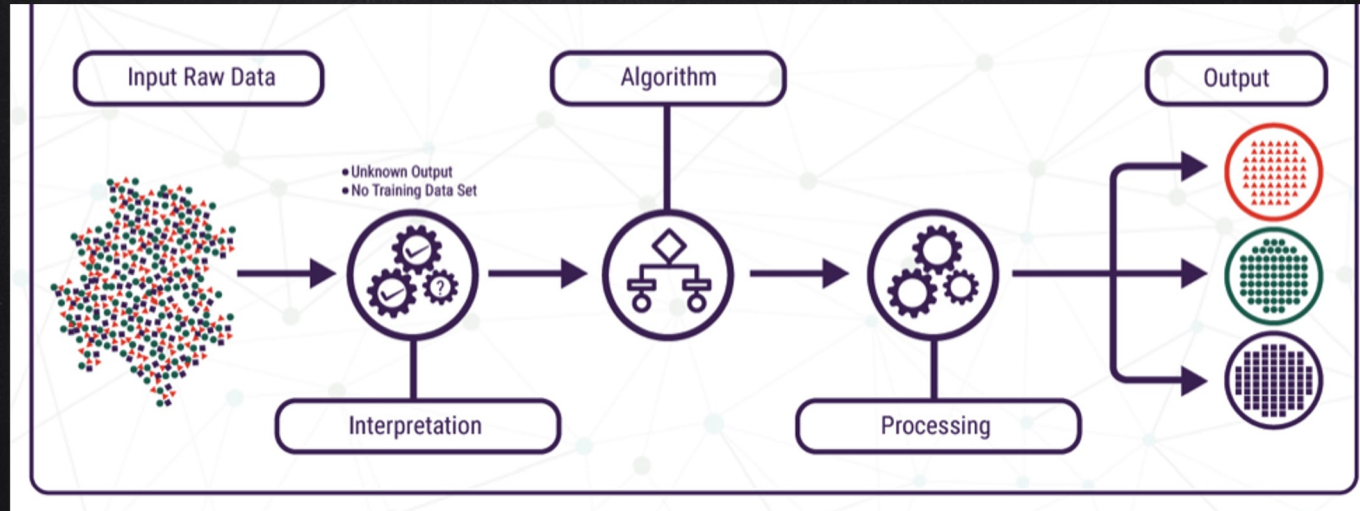 Input Raw Data
Algorithm
Output
•Unknown Output
•No Training Data Set
?
Interpretation
Processing